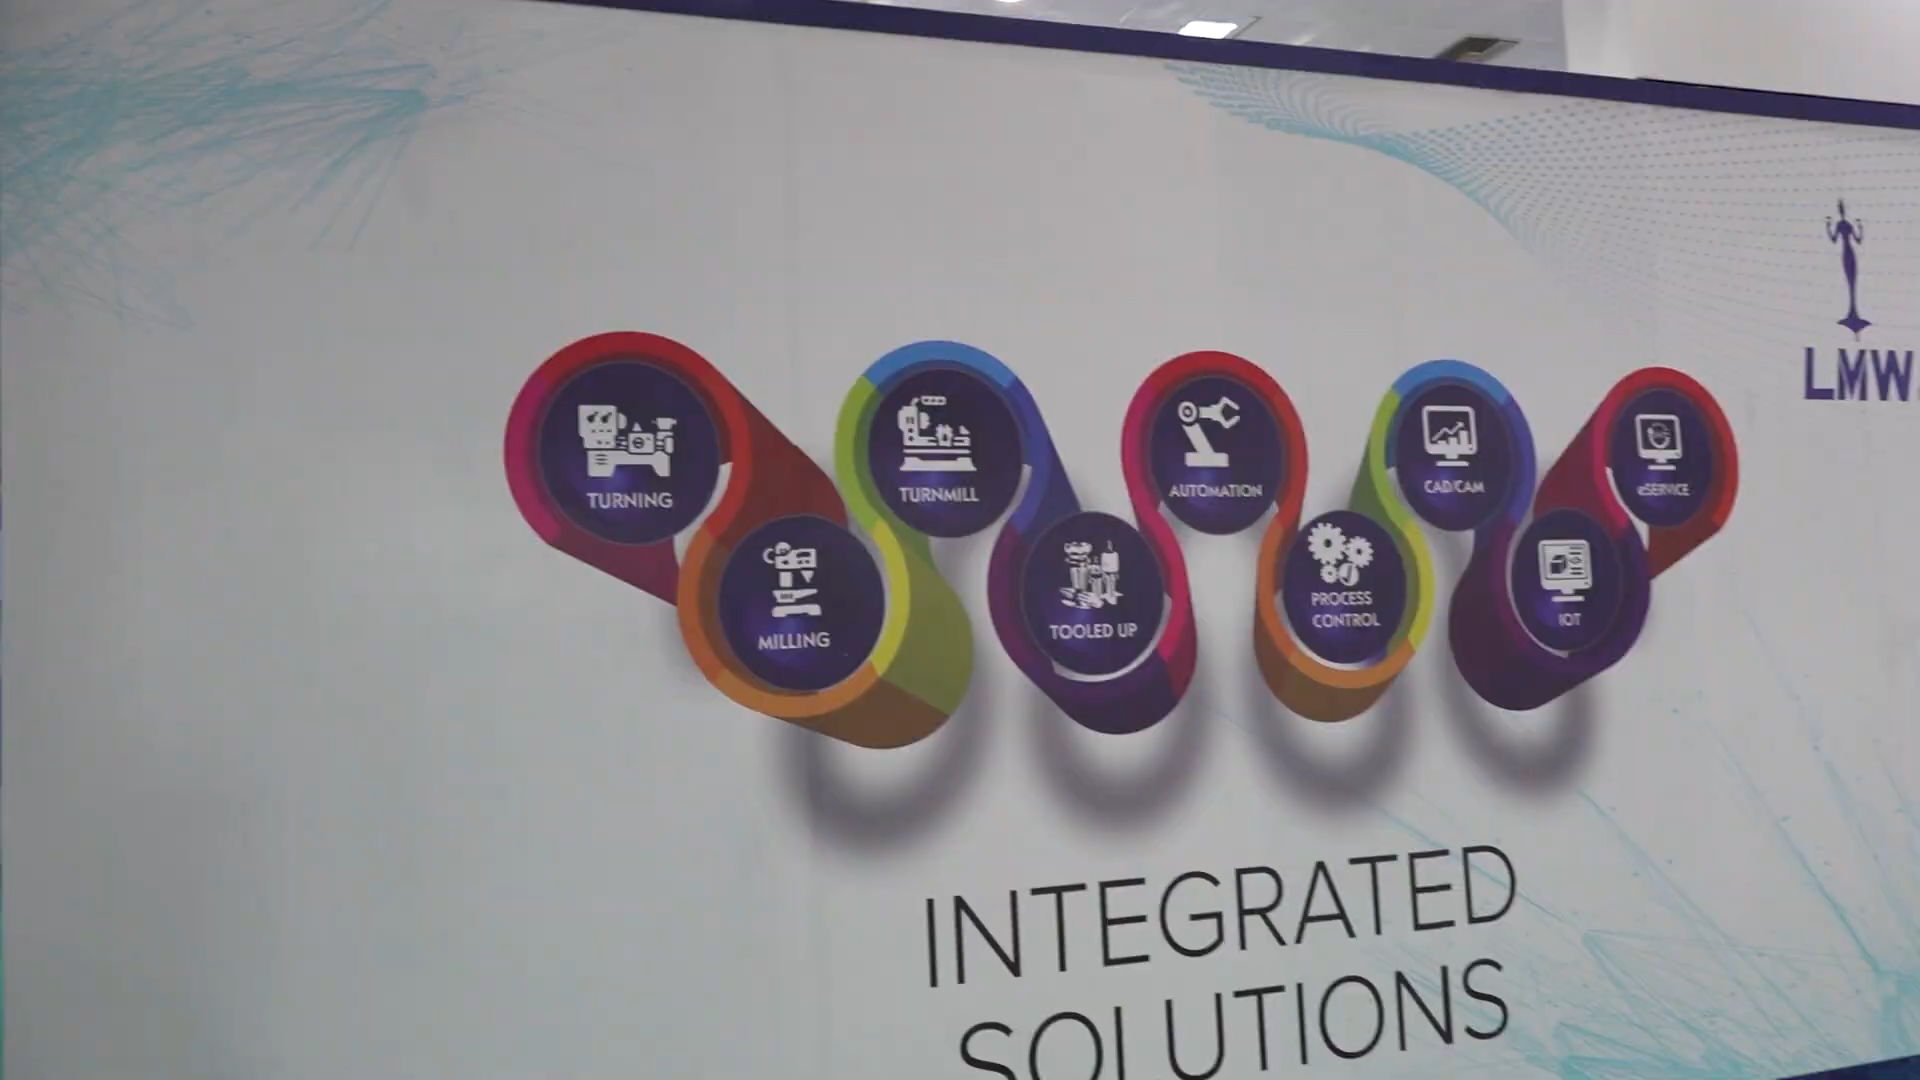 LMW
TURNING
MILLING
TURNMILL
TOOLED UP
AUTOMATION
PROCESS
CONTROL
CAD/CAM
IOT
eSERVICE
INTEGRATED
SOLUTIONS